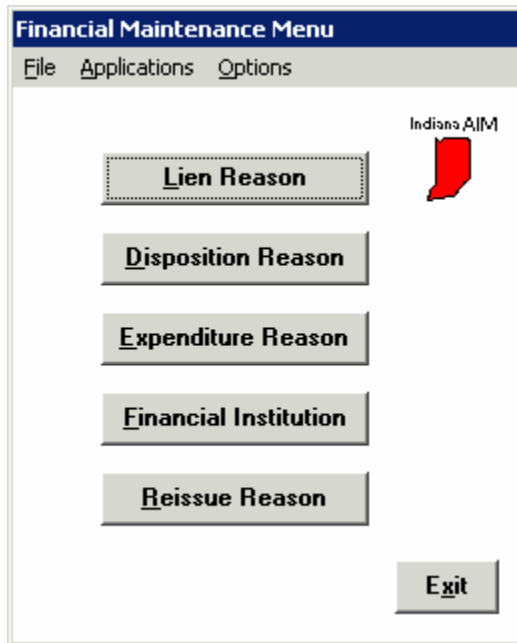 Financial Maintenance Menu
File Applications Options
Indiana AIM
Lien Reason
Disposition Reason
Expenditure Reason
Financial Institution
Reissue Reason
Exit